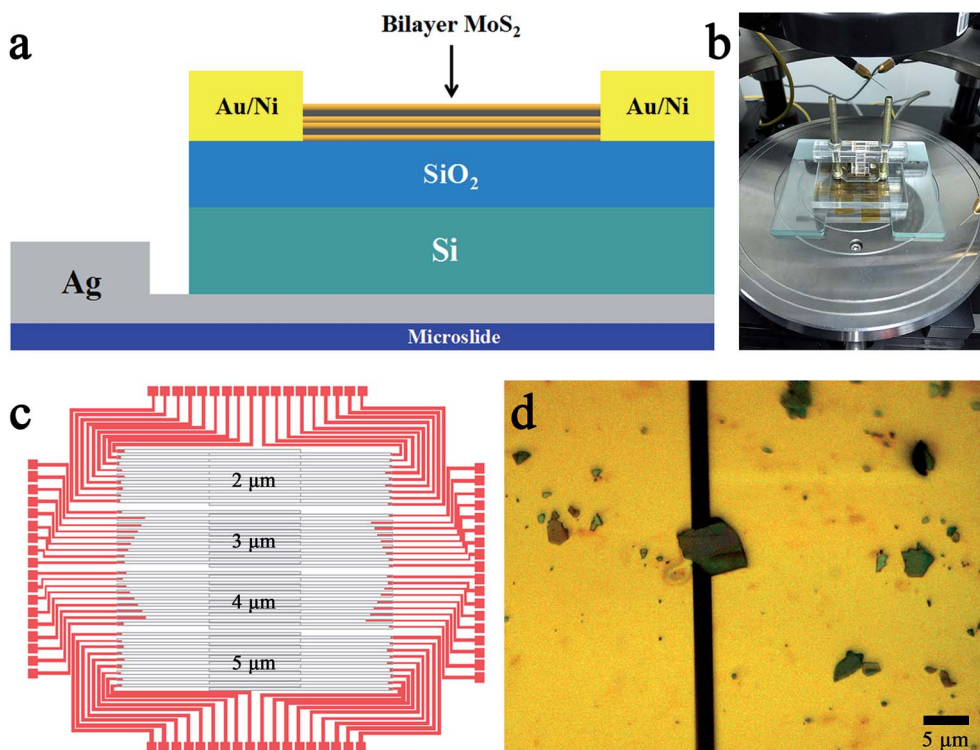 a
Bilayer MoS₂
Au/Ni
Au/Ni
SiO₂
Si
Ag
Microslide
b
c
2 µm
3 µm
4 µm
5 µm
d
5 µm